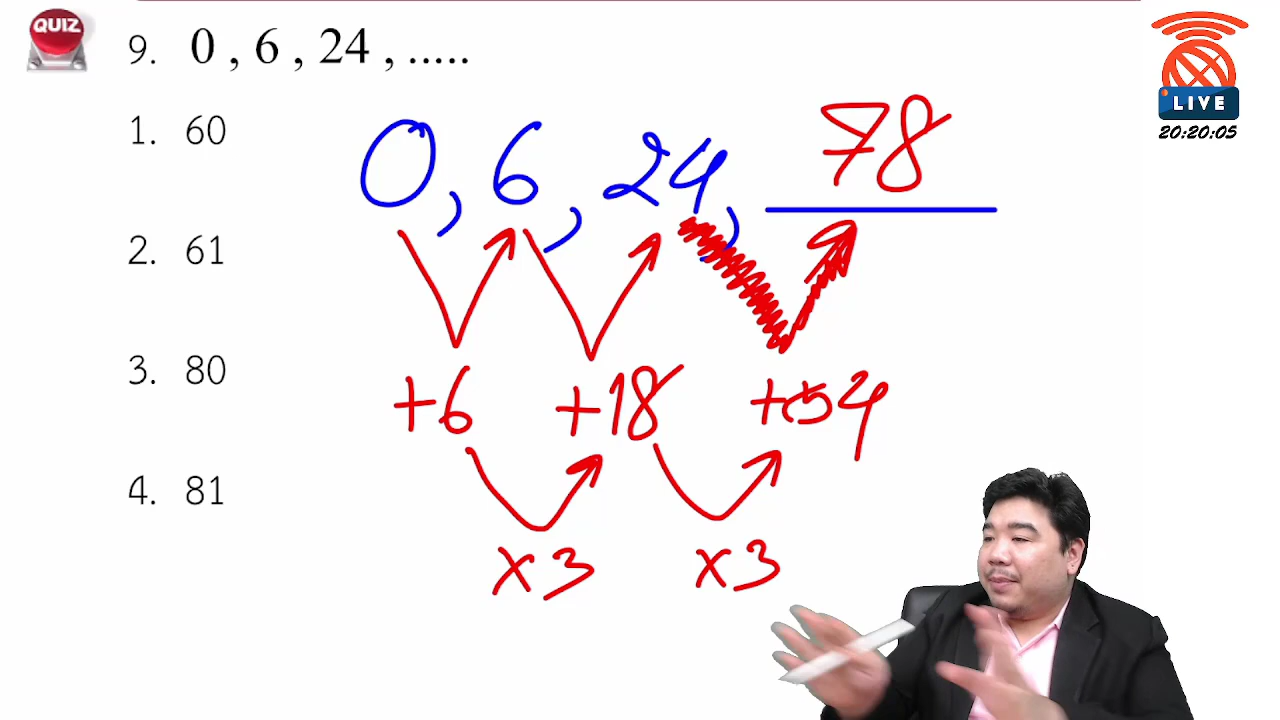 QUIZ
9. 0 , 6 , 24 , .....
LIVE
20:20:05
1. 60
0, 6, 24, 78
2. 61
3. 80
+6 +18 +54
4. 81
x3 x3